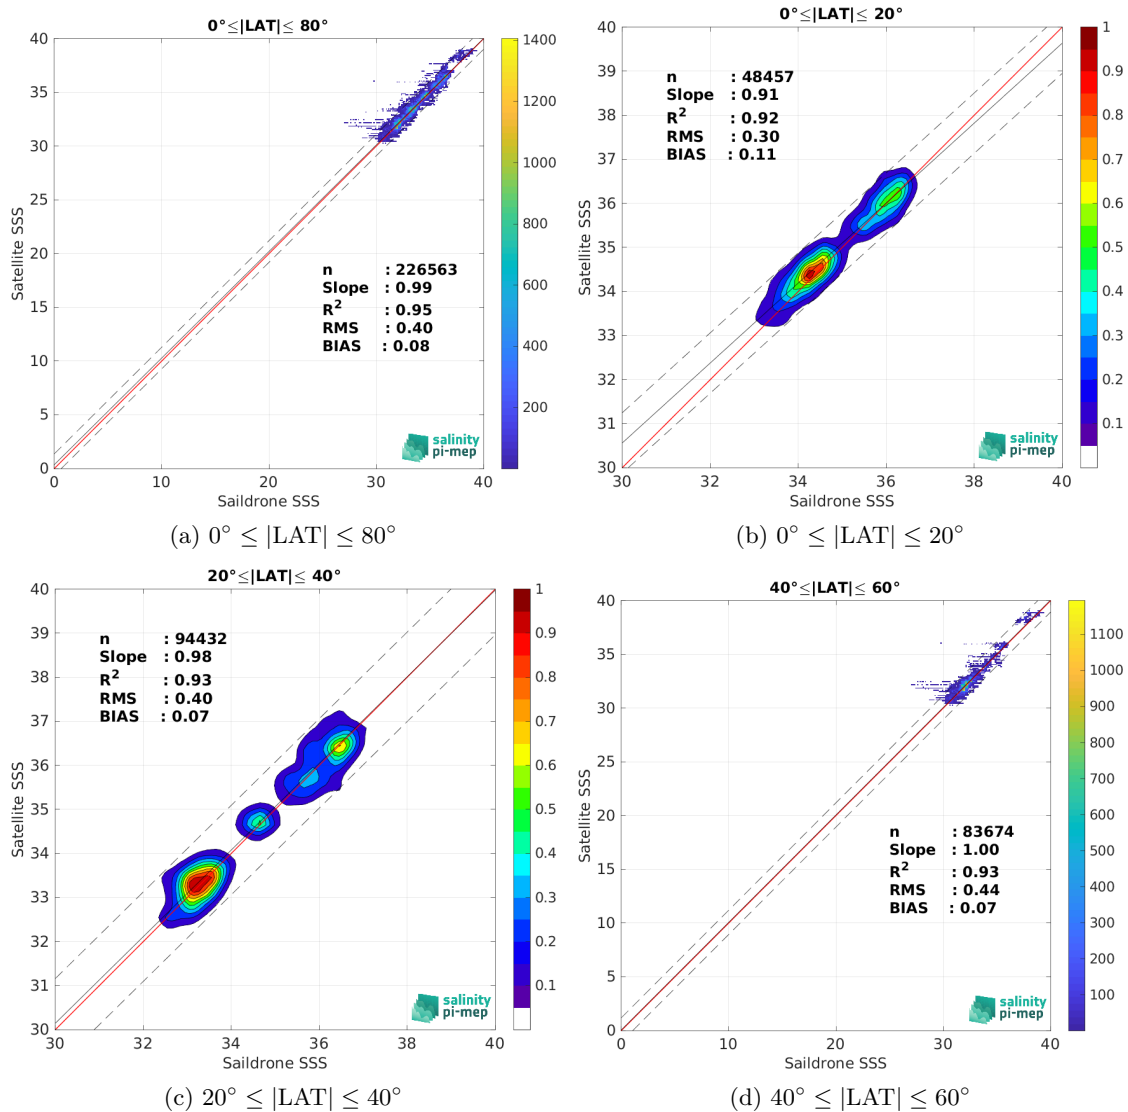 0°≤|LAT|≤ 80°
40
35
30
25
20
15
10
5
0
Satellite SSS
n : 226563
Slope : 0.99
R² : 0.95
RMS : 0.40
BIAS : 0.08
salinity
pi-mep
0 10 20 30 40
Saildrone SSS
1400
1200
1000
800
600
400
200
(a) 0° ≤ |LAT| ≤ 80°
0°≤|LAT|≤ 20°
40
39
38
37
36
35
34
33
32
31
30
Satellite SSS
n : 48457
Slope : 0.91
R² : 0.92
RMS : 0.30
BIAS : 0.11
salinity
pi-mep
30 32 34 36 38 40
Saildrone SSS
1
0.9
0.8
0.7
0.6
0.5
0.4
0.3
0.2
0.1
(b) 0° ≤ |LAT| ≤ 20°
20°≤|LAT|≤ 40°
40
39
38
37
36
35
34
33
32
31
30
Satellite SSS
n : 94432
Slope : 0.98
R² : 0.93
RMS : 0.40
BIAS : 0.07
salinity
pi-mep
30 32 34 36 38 40
Saildrone SSS
1
0.9
0.8
0.7
0.6
0.5
0.4
0.3
0.2
0.1
(c) 20° ≤ |LAT| ≤ 40°
40°≤|LAT|≤ 60°
40
35
30
25
20
15
10
5
0
Satellite SSS
n : 83674
Slope : 1.00
R² : 0.93
RMS : 0.44
BIAS : 0.07
salinity
pi-mep
0 10 20 30 40
Saildrone SSS
1100
1000
900
800
700
600
500
400
300
200
100
(d) 40° ≤ |LAT| ≤ 60°